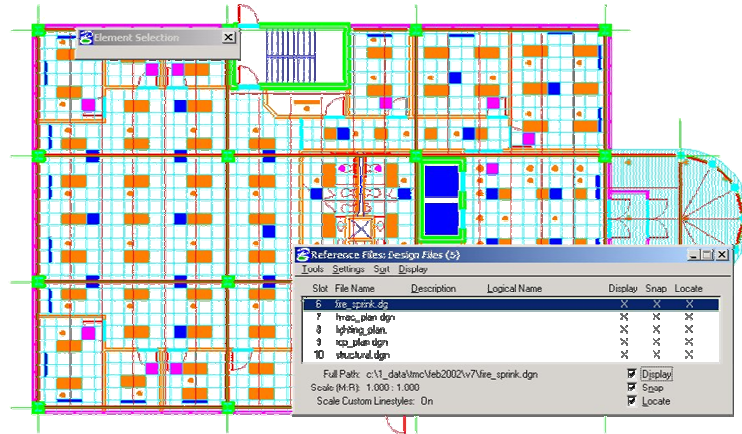 Element Selection
Reference Files: Design Files (5)
Tools Settings Sort Display
Slot File Name Description Logical Name Display Snap Locate
6 fire_sprink.dg X X X
7 hvac_plan.dgn X X X
8 lighting_plan. X X X
9 rcp_plan.dgn X X X
10 structural.dgn X X X
Full Path: c:\1_data\tmc\feb2002\v7\fire_sprink.dgn Display
Scale (M:R) 1.000 : 1.000 Snap
Scale Custom Linestyles: On Locate